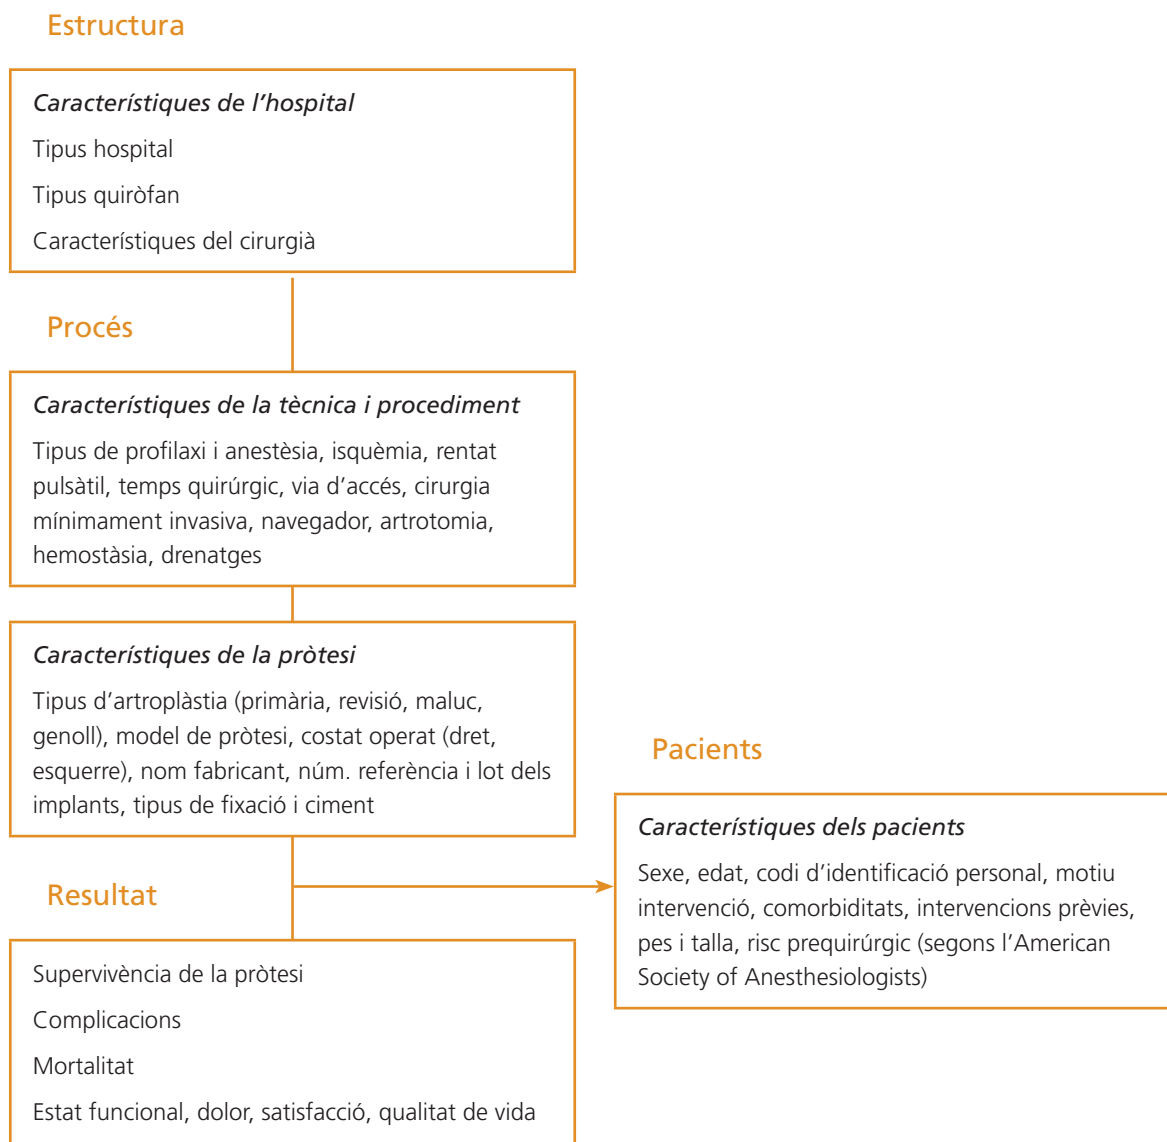 Estructura
Característiques de l’hospital
Tipus hospital
Tipus quiròfan
Característiques del cirurgià
Procés
Característiques de la tècnica i procediment
Tipus de profilaxi i anestèsia, isquèmia, rentat
pulsàtil, temps quirúrgic, via d’accés, cirurgia
mínimament invasiva, navegador, artrotomia,
hemostàsia, drenatges
Característiques de la pròtesi
Tipus d’artroplàstia (primària, revisió, maluc,
genoll), model de pròtesi, costat operat (dret,
esquerre), nom fabricant, núm. referència i lot dels
implants, tipus de fixació i ciment
Pacients
Característiques dels pacients
Sexe, edat, codi d’identificació personal, motiu
intervenció, comorbiditats, intervencions prèvies,
pes i talla, risc prequirúrgic (segons l’American
Society of Anesthesiologists)
Resultat
Supervivència de la pròtesi
Complicacions
Mortalitat
Estat funcional, dolor, satisfacció, qualitat de vida